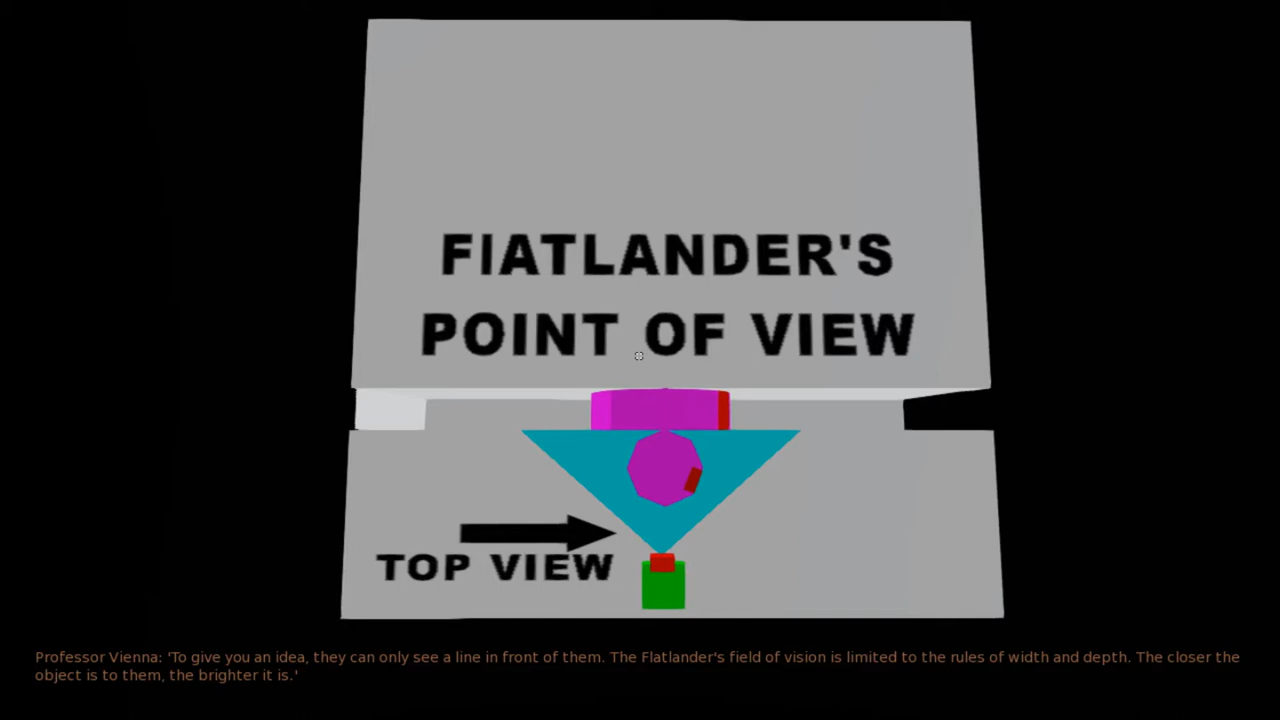 FIATLANDER'S
POINT OF VIEW
TOP VIEW
Professor Vienna: 'To give you an idea, they can only see a line in front of them. The Flatlander's field of vision is limited to the rules of width and depth. The closer the
object is to them, the brighter it is.'